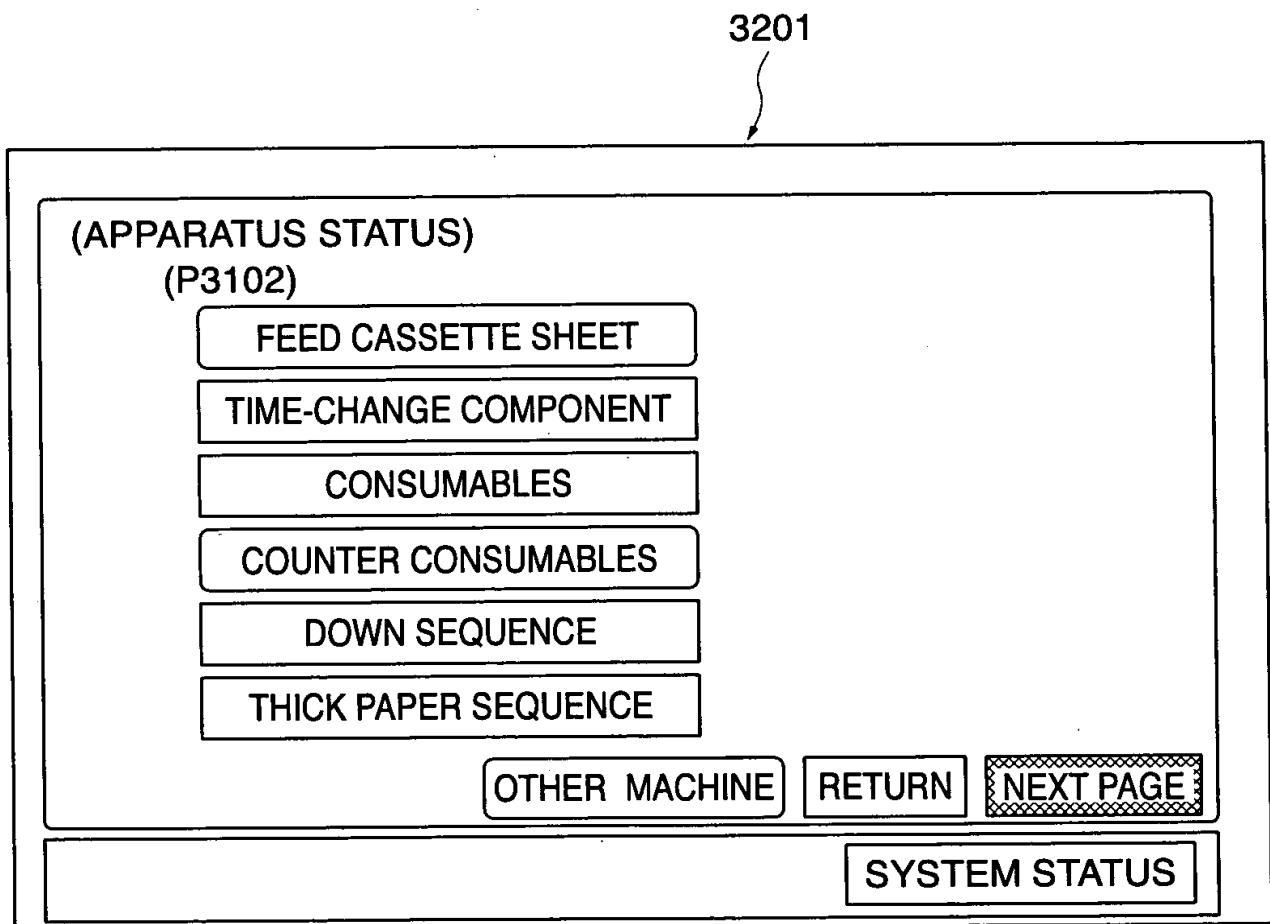 3201
(APPARATUS STATUS)
(P3102)
FEED CASSETTE SHEET
TIME-CHANGE COMPONENT
CONSUMABLES
COUNTER CONSUMABLES
DOWN SEQUENCE
THICK PAPER SEQUENCE
OTHER MACHINE RETURN NEXT PAGE
SYSTEM STATUS